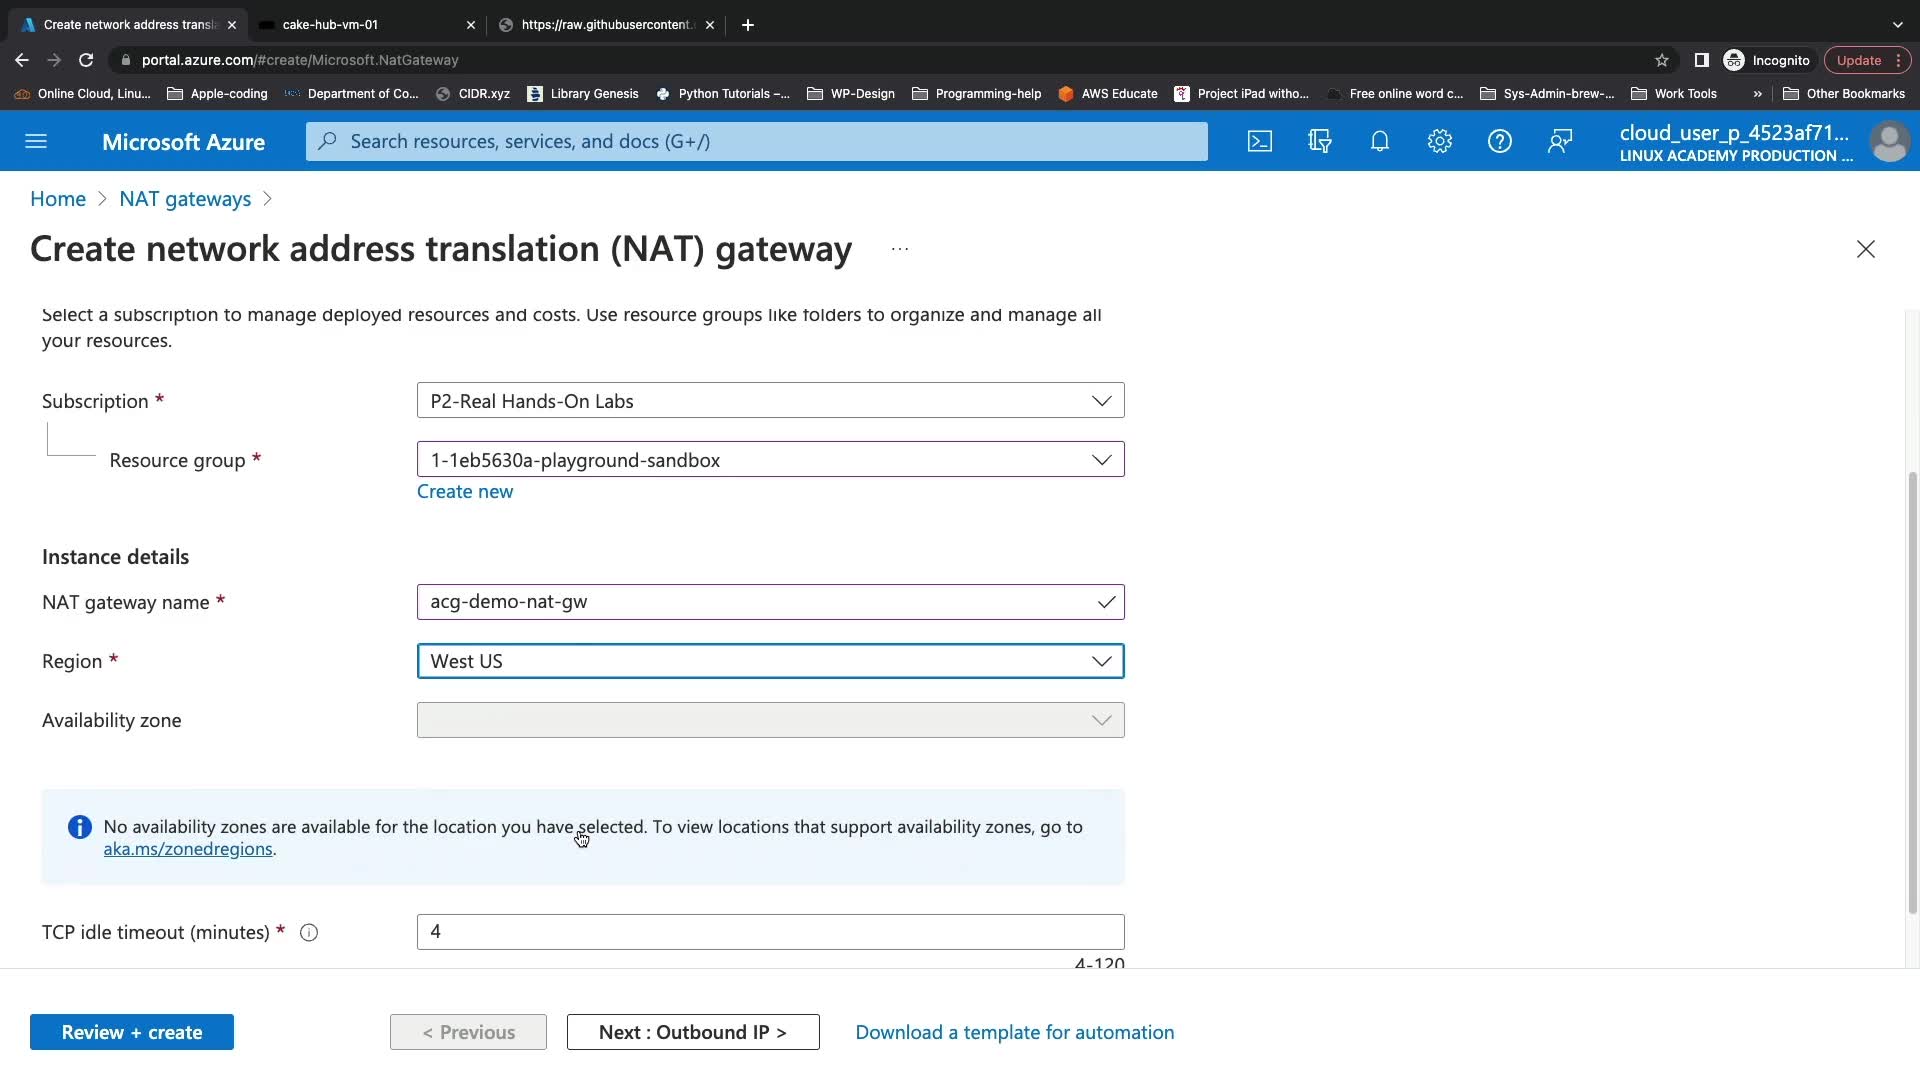 Create network address transla
cake-hub-vm-01
https://raw.githubusercontent.
portal.azure.com/#create/Microsoft.NatGateway
Incognito
Update
Online Cloud, Linu...
Apple-coding
Department of Co...
CIDR.xyz
Library Genesis
Python Tutorials –...
WP-Design
Programming-help
AWS Educate
Project iPad witho...
Free online word c...
Sys-Admin-brew-...
Work Tools
»
Other Bookmarks
Microsoft Azure
Search resources, services, and docs (G+/)
cloud_user_p_4523af71...
LINUX ACADEMY PRODUCTION ...
Home > NAT gateways >
Create network address translation (NAT) gateway ...
Select a subscription to manage deployed resources and costs. Use resource groups like folders to organize and manage all
your resources.
Subscription *
P2-Real Hands-On Labs
Resource group *
1-1eb5630a-playground-sandbox
Create new
Instance details
NAT gateway name *
acg-demo-nat-gw
Region *
West US
Availability zone
No availability zones are available for the location you have selected. To view locations that support availability zones, go to
aka.ms/zonedregions.
TCP idle timeout (minutes) *
4
4-120
Review + create
< Previous
Next : Outbound IP >
Download a template for automation